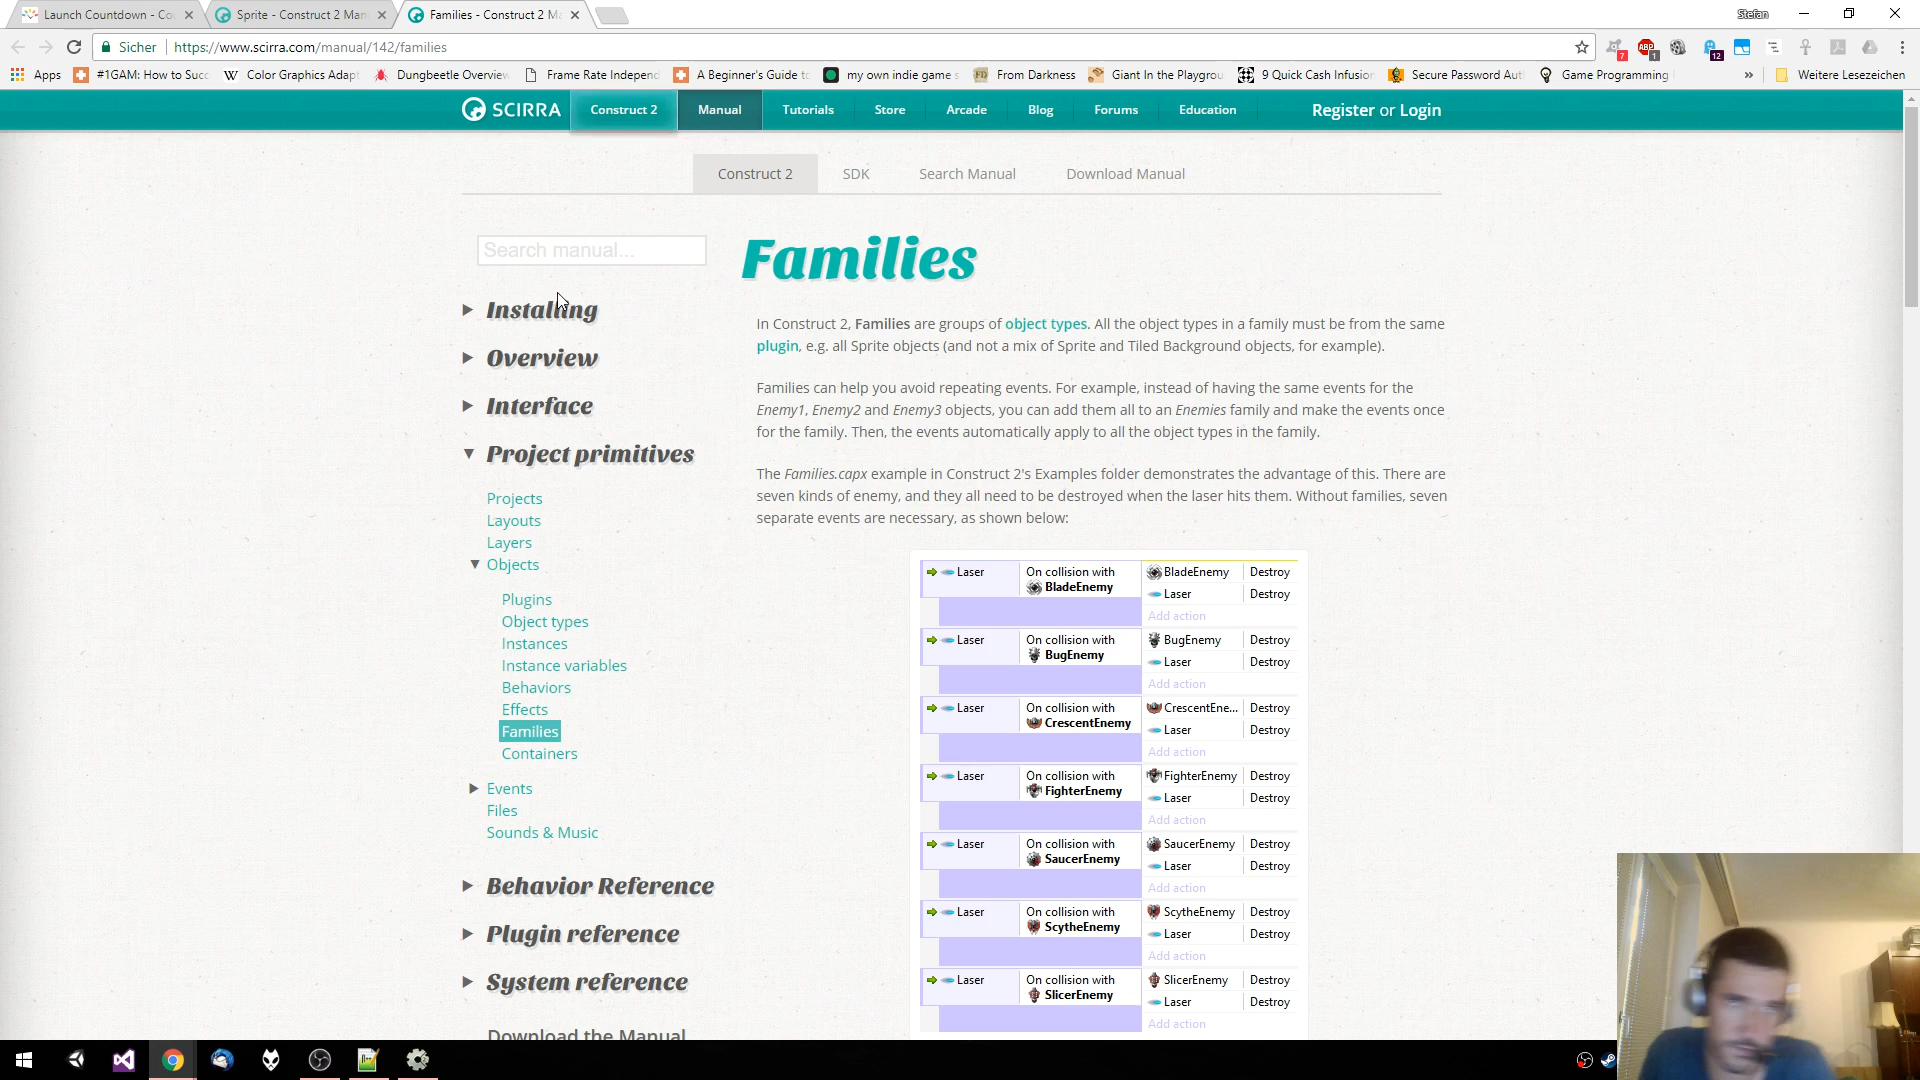 Launch Countdown - Co
Sprite - Construct 2 Man
Families - Construct 2 M
Stefan
Sicher
https://www.scirra.com/manual/142/families
7
ABP
1
12
Apps
#1GAM: How to Succ
Color Graphics Adapt
Dungbeetle Overview
Frame Rate Independ
A Beginner's Guide to
my own indie game s
From Darkness
Giant In the Playgrou
9 Quick Cash Infusion
Secure Password Aut
Game Programming
»
Weitere Lesezeichen
SCIRRA
Construct 2
Manual
Tutorials
Store
Arcade
Blog
Forums
Education
Register or Login
Construct 2
SDK
Search Manual
Download Manual
Search manual...
Installing
Overview
Interface
Project primitives
Projects
Layouts
Layers
Objects
Plugins
Object types
Instances
Instance variables
Behaviors
Effects
Families
Containers
Events
Files
Sounds & Music
Behavior Reference
Plugin reference
System reference
Download the Manual
Families
In Construct 2, Families are groups of object types. All the object types in a family must be from the same
plugin, e.g. all Sprite objects (and not a mix of Sprite and Tiled Background objects, for example).
Families can help you avoid repeating events. For example, instead of having the same events for the
Enemy1, Enemy2 and Enemy3 objects, you can add them all to an Enemies family and make the events once
for the family. Then, the events automatically apply to all the object types in the family.
The Families.capx example in Construct 2's Examples folder demonstrates the advantage of this. There are
seven kinds of enemy, and they all need to be destroyed when the laser hits them. Without families, seven
separate events are necessary, as shown below:
Laser On collision with BladeEnemy Destroy
BladeEnemy Laser Destroy
Add action
Laser On collision with BugEnemy Destroy
BugEnemy Laser Destroy
Add action
Laser On collision with CrescentEne... Destroy
CrescentEnemy Laser Destroy
Add action
Laser On collision with FighterEnemy Destroy
FighterEnemy Laser Destroy
Add action
Laser On collision with SaucerEnemy Destroy
SaucerEnemy Laser Destroy
Add action
Laser On collision with ScytheEnemy Destroy
ScytheEnemy Laser Destroy
Add action
Laser On collision with SlicerEnemy Destroy
SlicerEnemy Laser Destroy
Add action